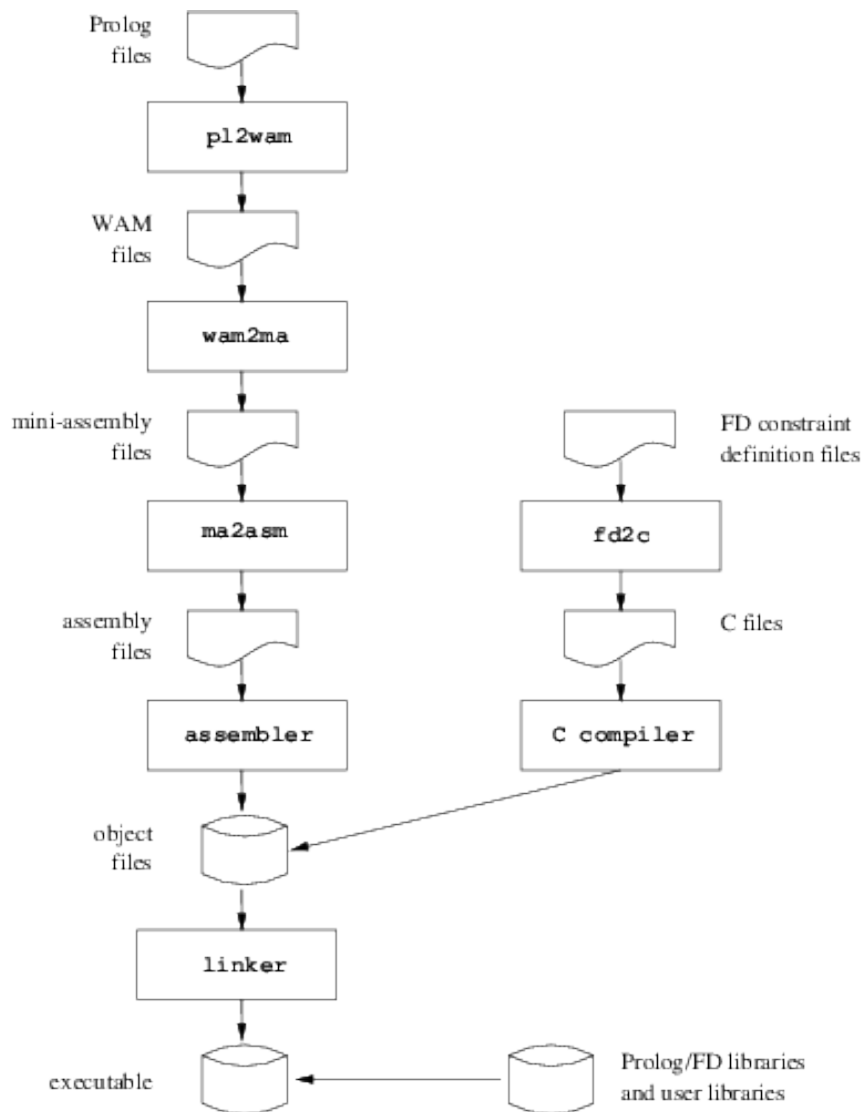 Prolog
files
pl2wam
WAM
files
wam2ma
mini-assembly
files
FD constraint
definition files
ma2asm
fd2c
assembly
files
C files
assembler
C compiler
object
files
linker
executable
Prolog/FD libraries
and user libraries